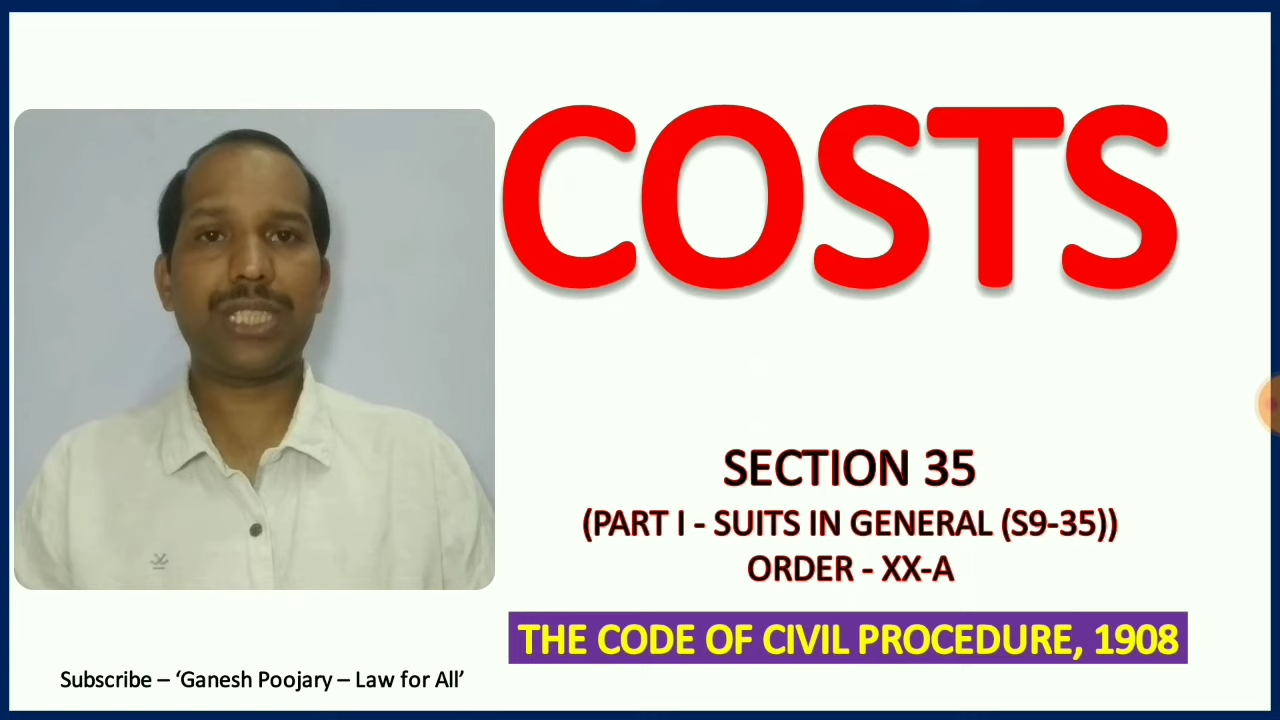 COSTS
SECTION 35
(PART I - SUITS IN GENERAL (S9-35))
ORDER - XX-A
THE CODE OF CIVIL PROCEDURE, 1908
Subscribe – ‘Ganesh Poojary – Law for All’